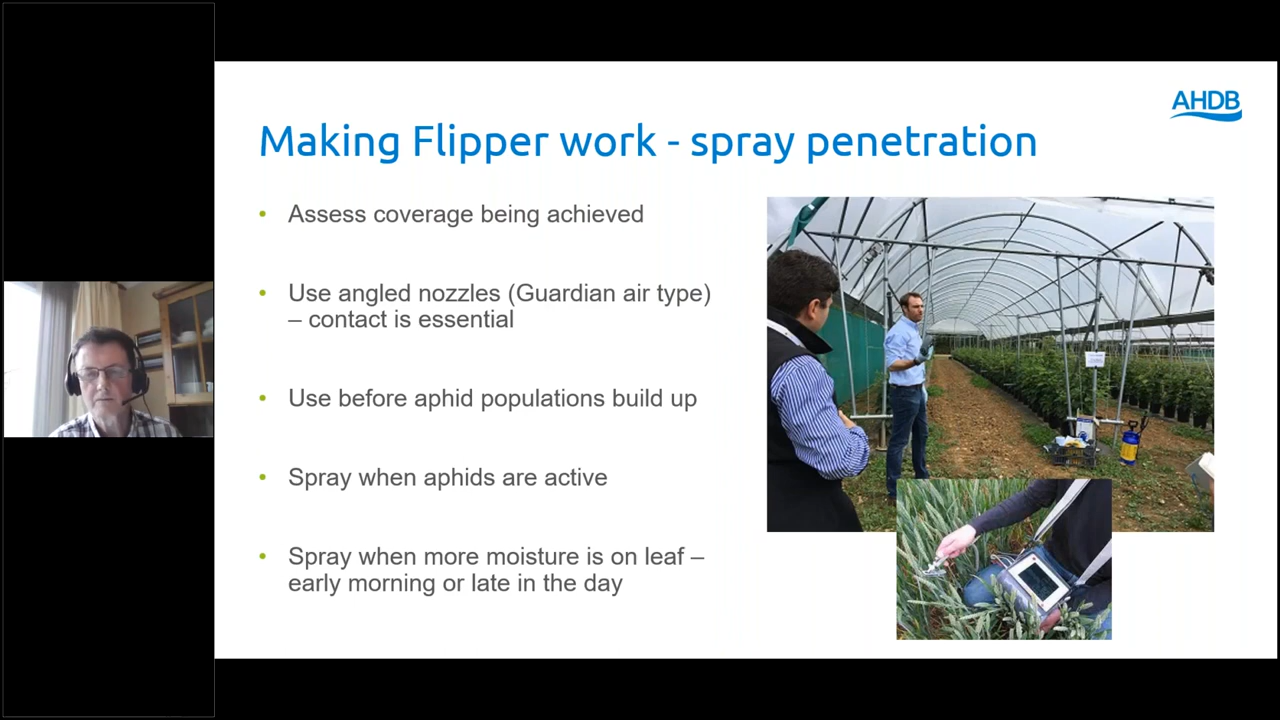 AHDB
Making Flipper work - spray penetration
• Assess coverage being achieved
• Use angled nozzles (Guardian air type)
– contact is essential
• Use before aphid populations build up
• Spray when aphids are active
• Spray when more moisture is on leaf –
early morning or late in the day